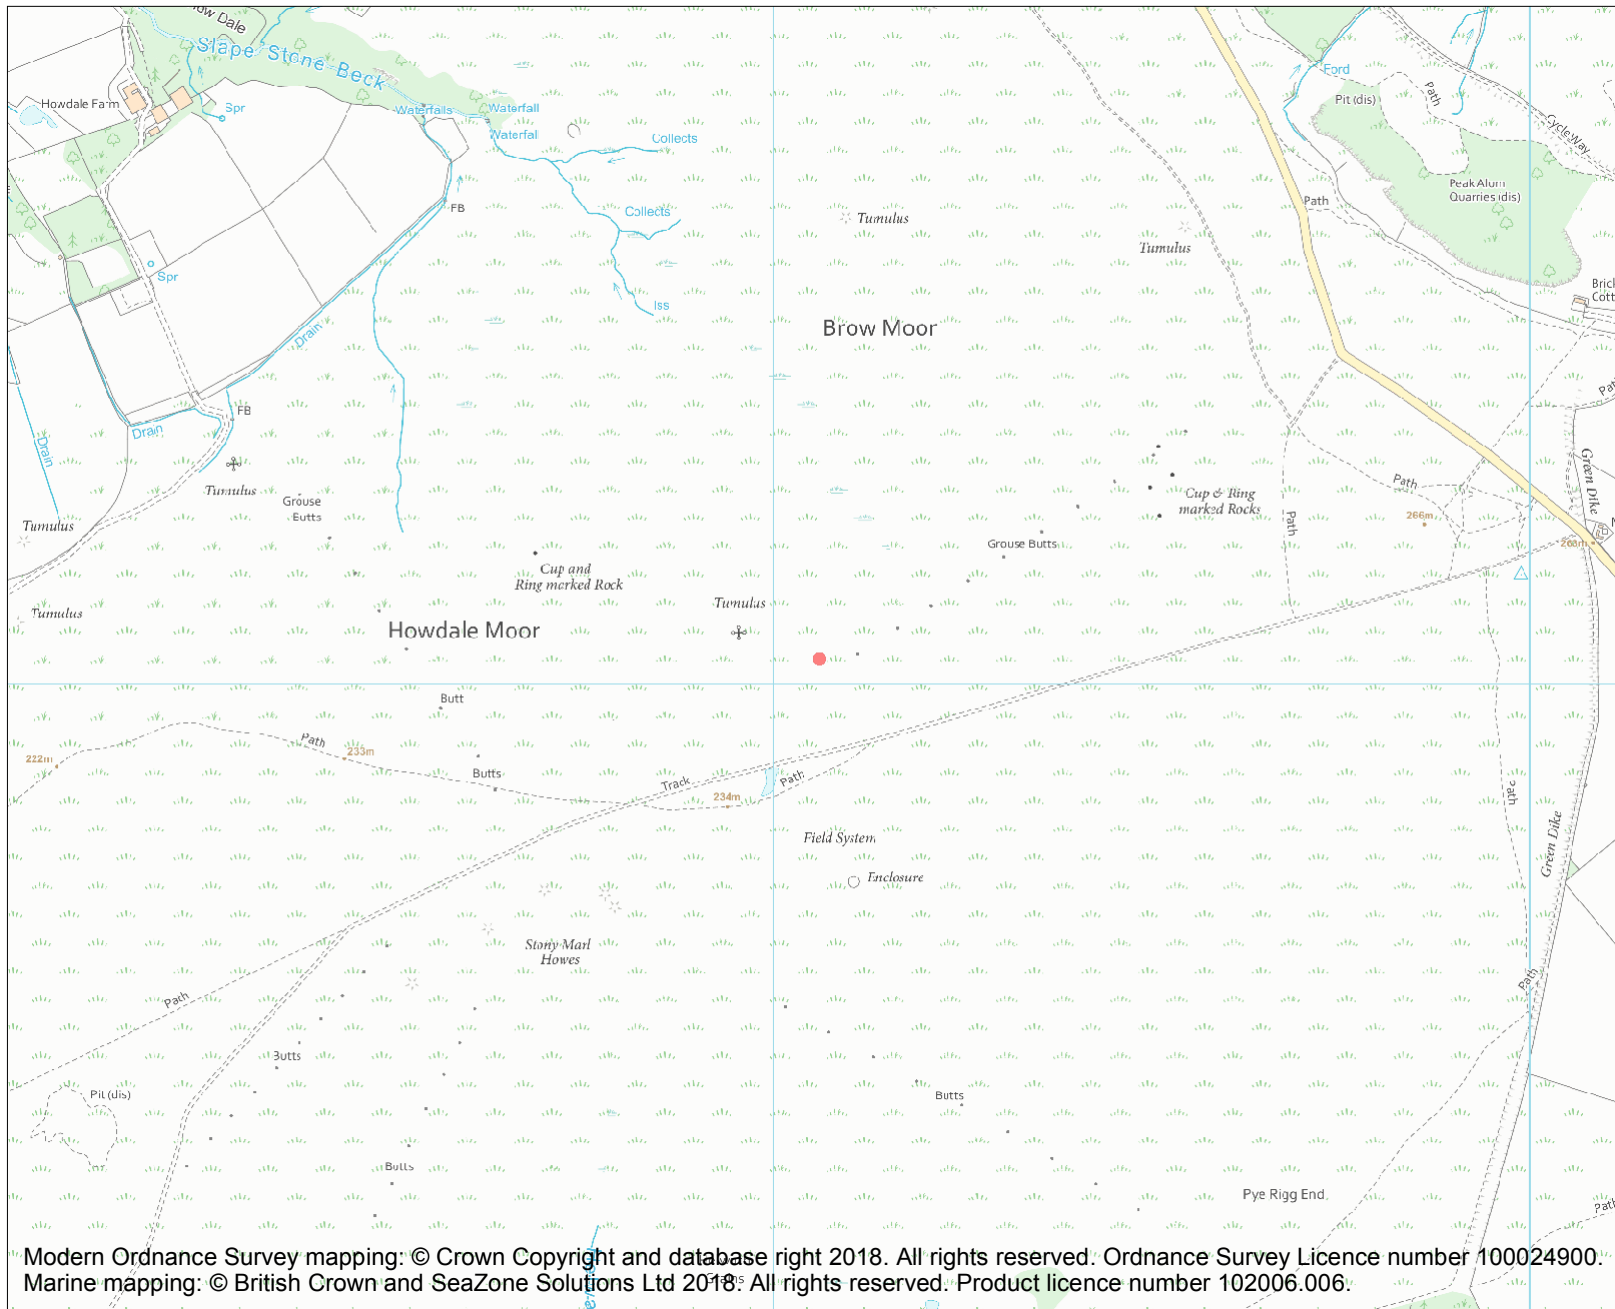 Slape Stone Beck
Howdale Farm
Spr
Waterfalls
Waterfall
Waterfall
Collects
Ford
Pit (dis)
Path
CycleWay
Peak Alum
Quarries (dis)
Path
FB
Collects
Tumulus
Tumulus
Spr
Iss
Brow Moor
Drain
FB
Drain
Drain
Path
Green Dike
Tumulus
Grouse
Butts
Cup & Ring
marked Rocks
Path
266m
268m
Tumulus
Grouse Butts
Cup and
Ring marked Rock
Tumulus
Tumulus
Howdale Moor
Butt
Path
233m
222m
Butts
Track
Path
234m
Path
Field System
Green Dike
Enclosure
Stony Marl
Howes
Path
Path
Butts
Pit (dis)
Butts
Butts
Pye Rigg End
Path
Modern Ordnance Survey mapping: © Crown Copyright and database right 2018. All rights reserved. Ordnance Survey Licence number 100024900.
Marine mapping: © British Crown and SeaZone Solutions Ltd 2018. All rights reserved. Product licence number 102006.006.